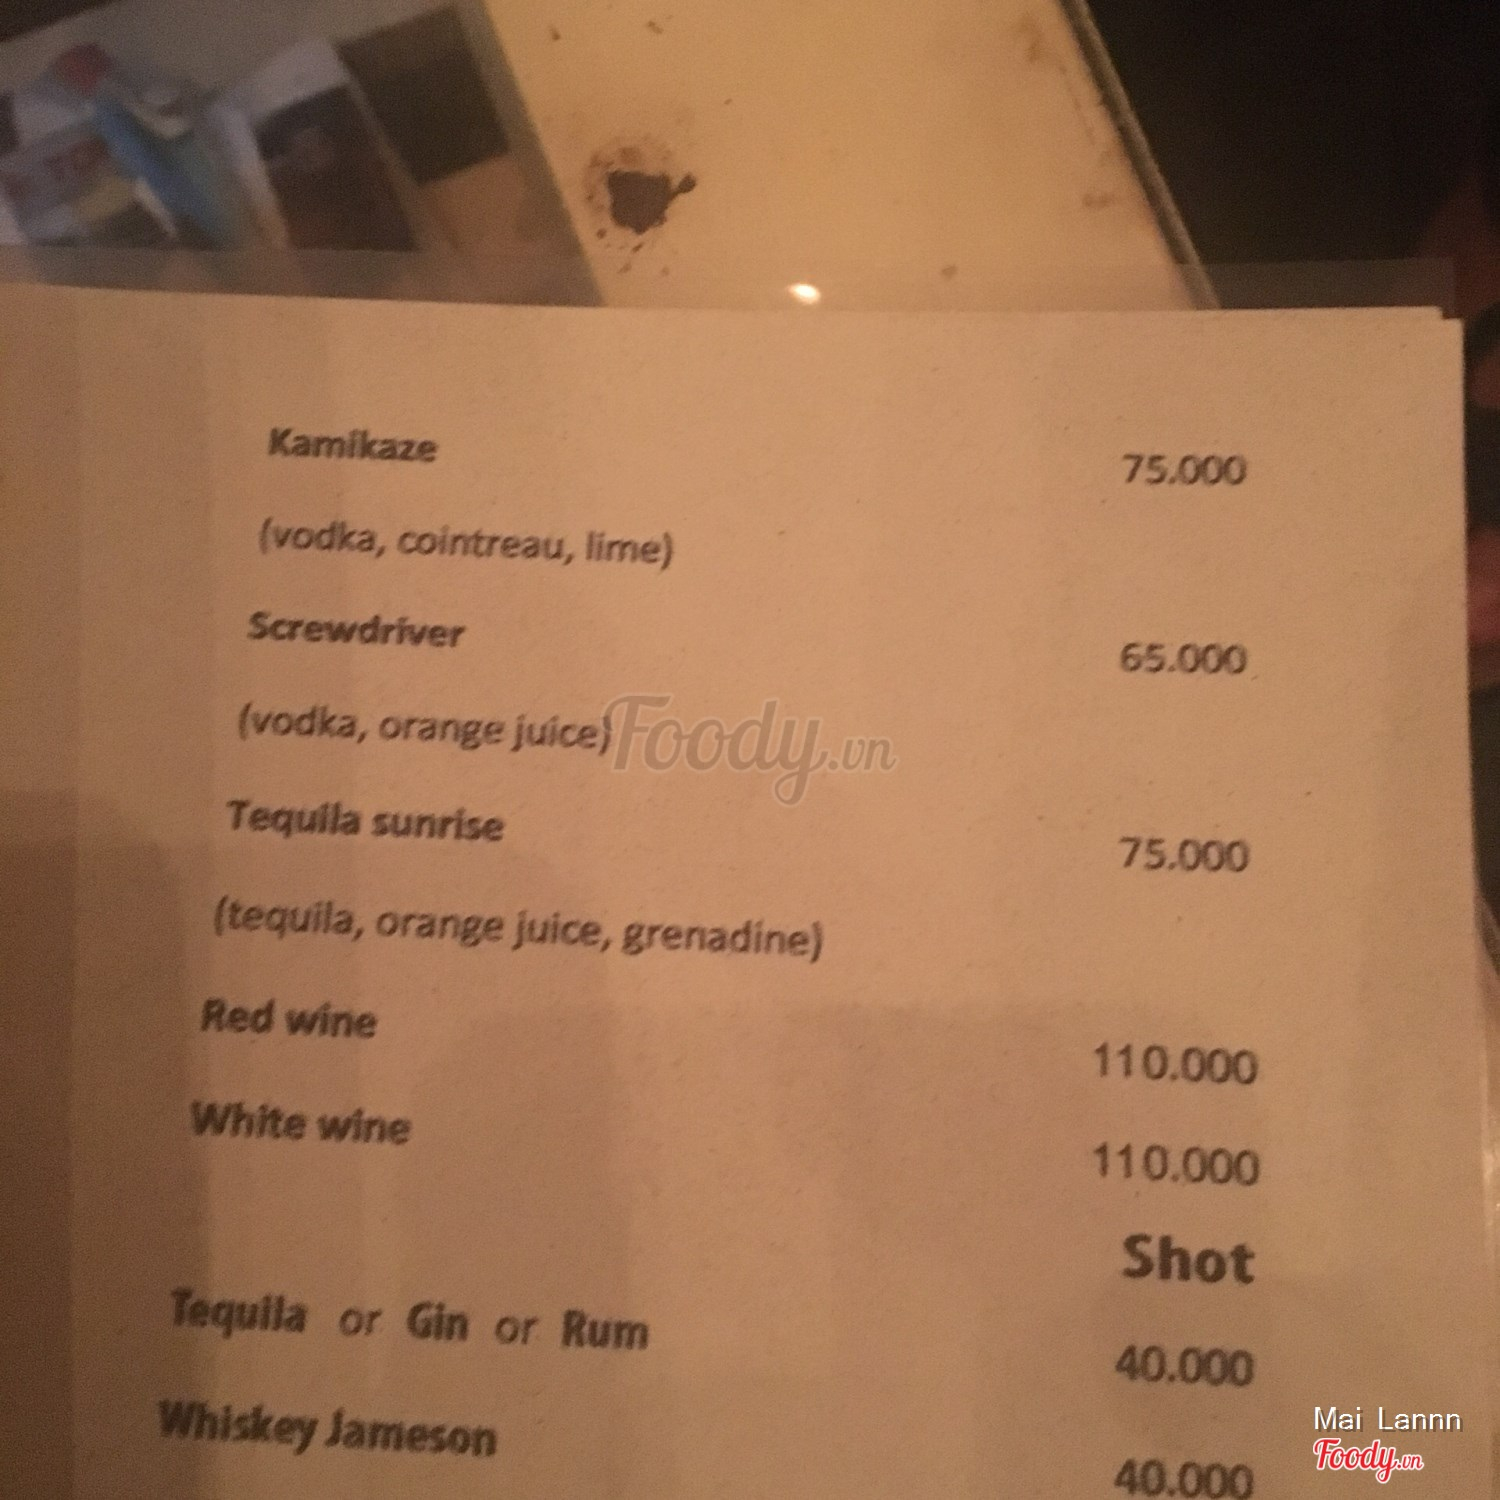 Kamikaze 75.000
(vodka, cointreau, lime)
Screwdriver 65.000
(vodka, orange juice)
Foody.vn
Tequila sunrise 75.000
(tequila, orange juice, grenadine)
Red wine 110.000
White wine 110.000
Shot
Tequila or Gin or Rum 40.000
Whiskey Jameson 40.000
Mai Lannn
Foody.vn